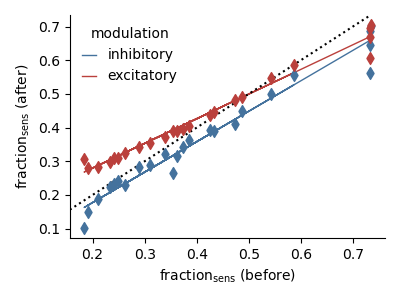 modulation
inhibitory
excitatory
0.7
0.6
0.5
0.4
0.3
0.2
0.1
fraction_sens (after)
0.2 0.3 0.4 0.5 0.6 0.7
fraction_sens (before)